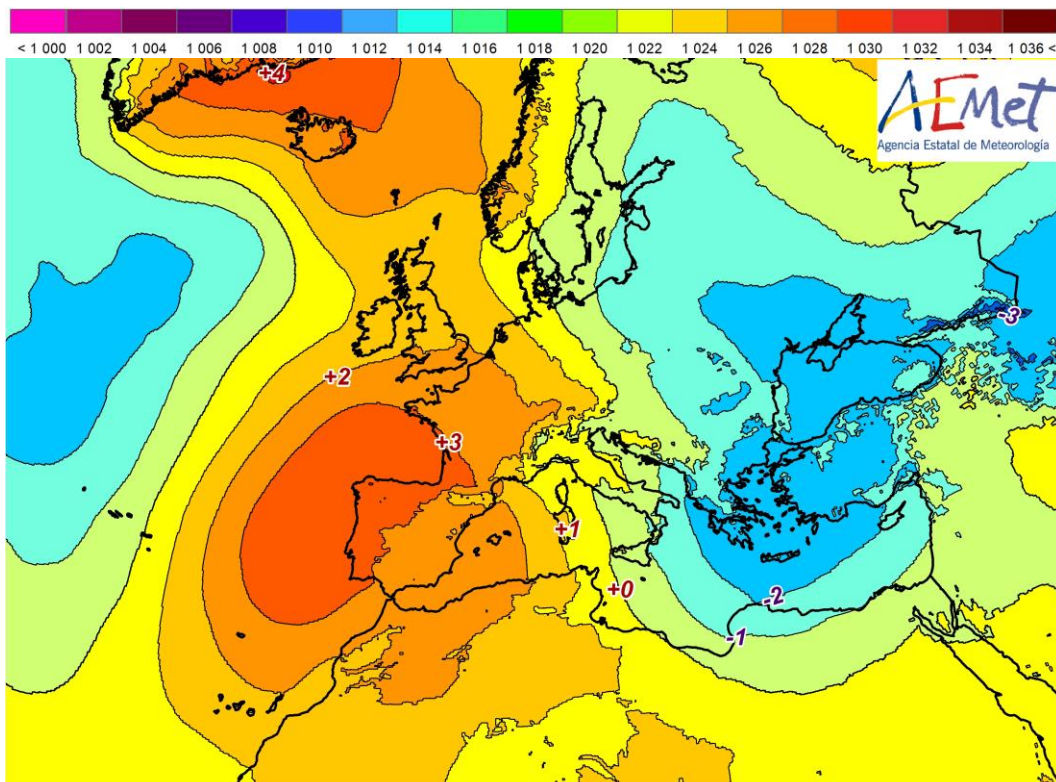 < 1 000 1 002 1 004 1 006 1 008 1 010 1 012 1 014 1 016 1 018 1 020 1 022 1 024 1 026 1 028 1 030 1 032 1 034 1 036 <
+4
AEMet
Agencia Estatal de Meteorología
-3
+2
+3
+1
+0
-2
-1